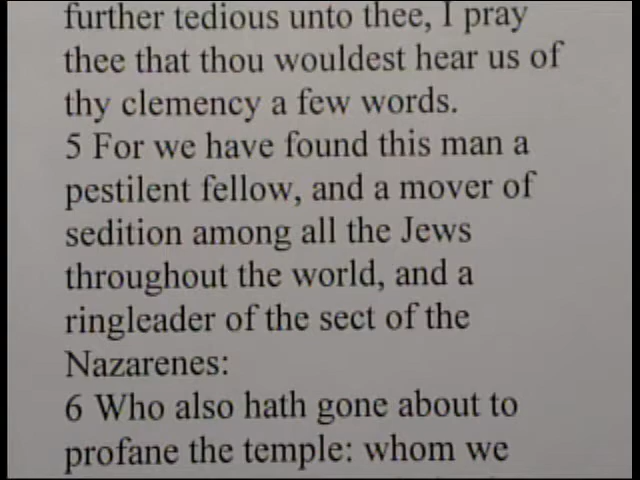 further tedious unto thee, I pray
thee that thou wouldest hear us of
thy clemency a few words.
5 For we have found this man a
pestilent fellow, and a mover of
sedition among all the Jews
throughout the world, and a
ringleader of the sect of the
Nazarenes:
6 Who also hath gone about to
profane the temple: whom we